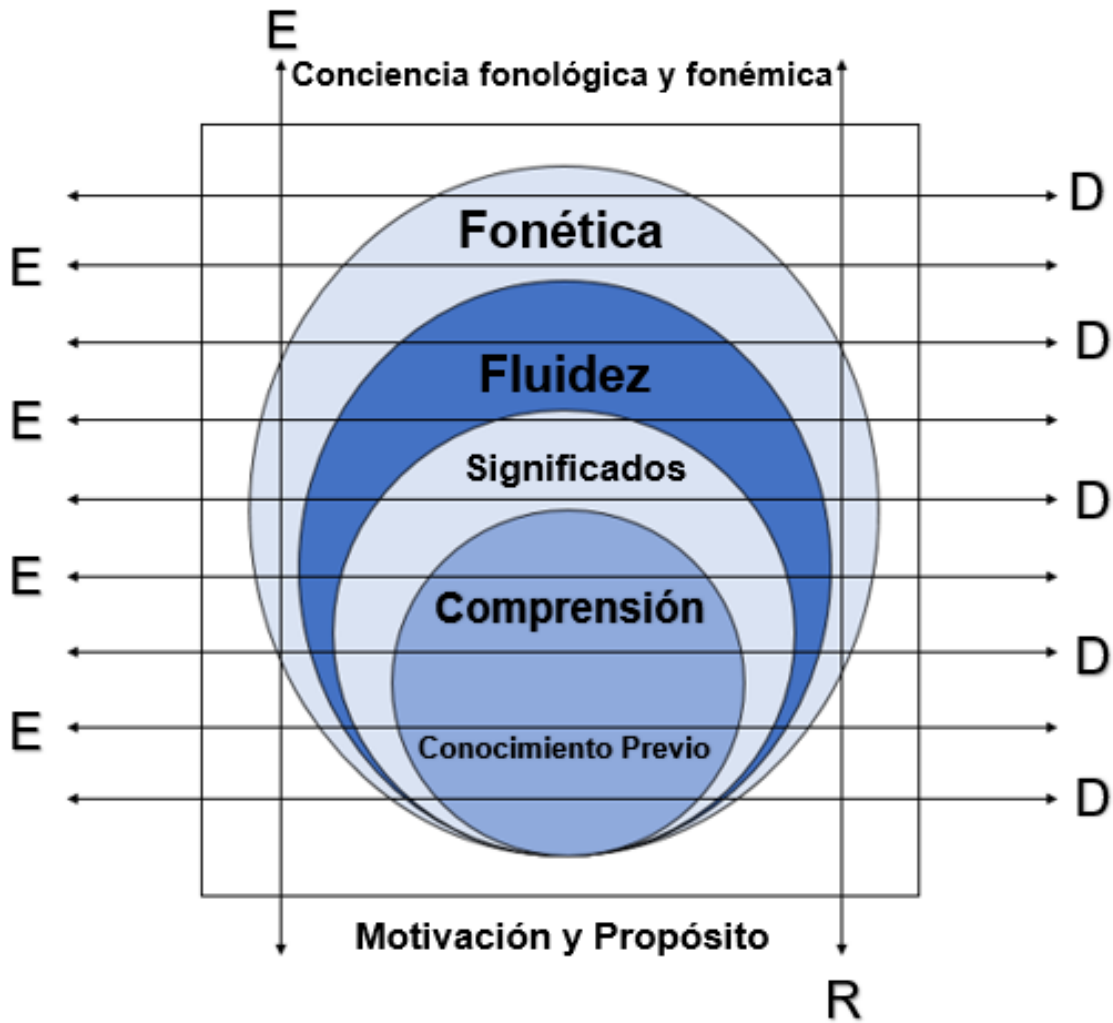 E
Conciencia fonológica y fonémica
D
Fonética
E
D
Fluidez
E
Significados
D
E
Comprensión
D
E
Conocimiento Previo
D
Motivación y Propósito
R